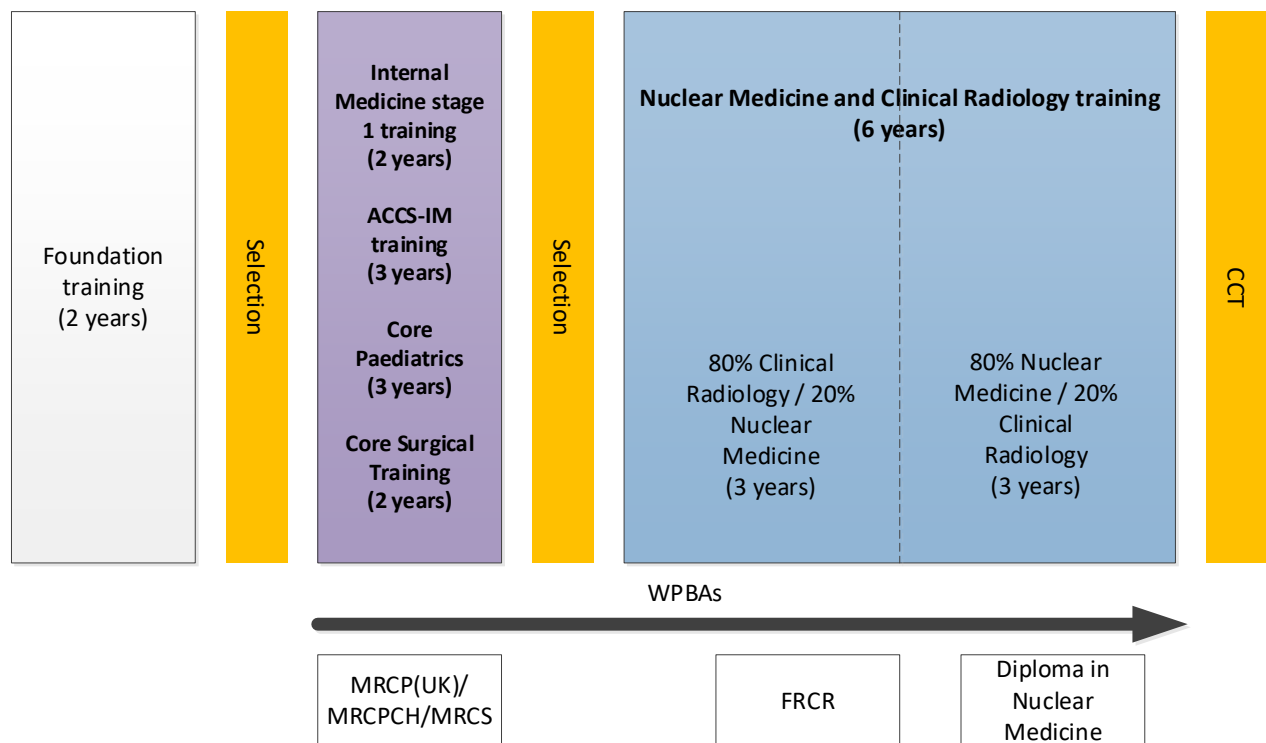 Foundation
training
(2 years)
Selection
Internal
Medicine stage
1 training
(2 years)
ACCS-IM
training
(3 years)
Core
Paediatrics
(3 years)
Core Surgical
Training
(2 years)
Selection
Nuclear Medicine and Clinical Radiology training
(6 years)
80% Clinical
Radiology / 20%
Nuclear
Medicine
(3 years)
80% Nuclear
Medicine / 20%
Clinical
Radiology
(3 years)
CCT
WPBAs
MRCP(UK)/
MRCPCH/MRCS
FRCR
Diploma in
Nuclear
Medicine